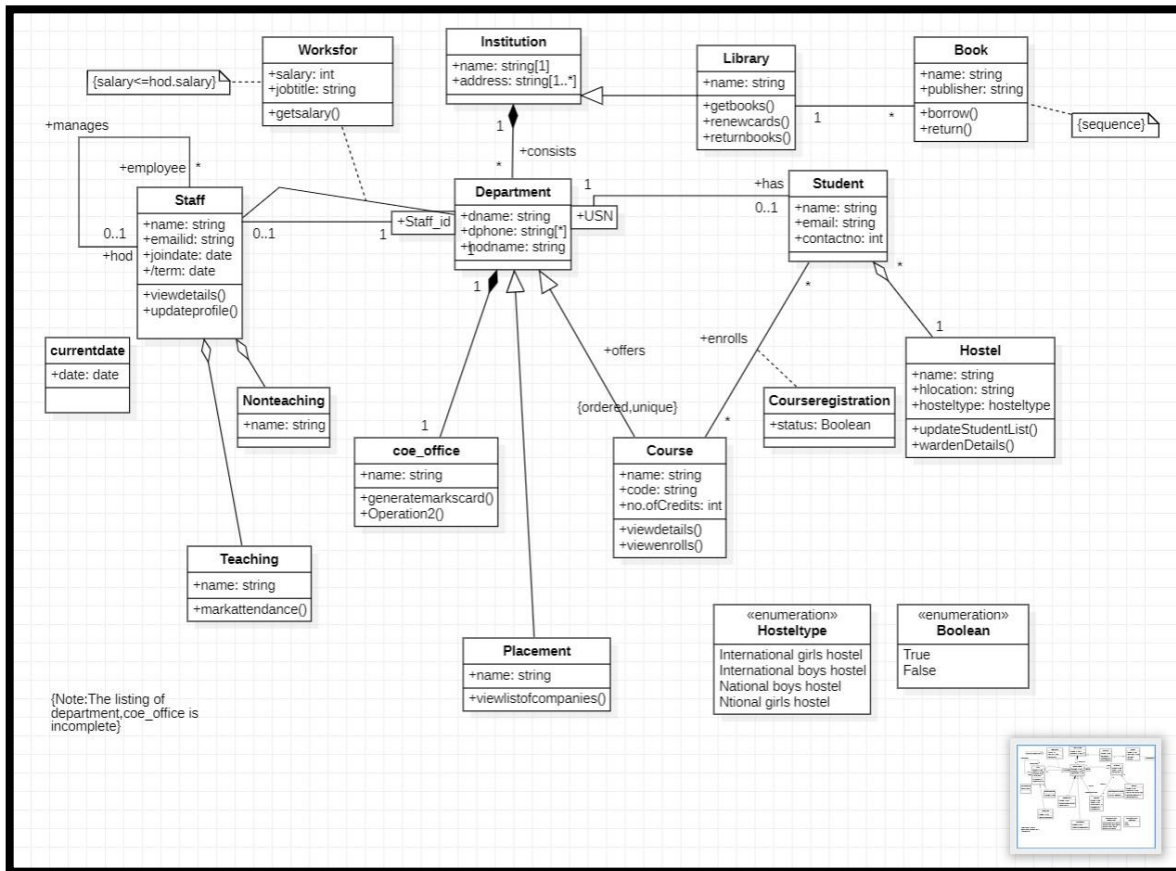 Worksfor
+salary: int
+jobtitle: string
+getsalary()
{salary<=hod.salary}
Institution
+name: string[1]
+address: string[1..*]
Library
+name: string
+getbooks()
+renewcards()
+returnbooks()
Book
+name: string
+publisher: string
+borrow()
+return()
{sequence}
1
*
1
*
+consists
+manages
+employee
*
0..1
+hod
Staff
+name: string
+emailid: string
+joindate: date
+/term: date
+viewdetails()
+updateprofile()
0..1
1
+Staff_id
Department
+dname: string
+dphone: string[*]
+hodname: string
1
+USN
1
+has
0..1
Student
+name: string
+email: string
+contactno: int
*
*
1
+enrolls
*
Hostel
+name: string
+hlocation: string
+hosteltype: hosteltype
+updateStudentList()
+wardenDetails()
currentdate
+date: date
Nonteaching
+name: string
1
1
coe_office
+name: string
+generatemarkscard()
+Operation2()
+offers
{ordered,unique}
Course
+name: string
+code: string
+no.ofCredits: int
+viewdetails()
+viewenrolls()
Courseregistration
+status: Boolean
Teaching
+name: string
+markattendance()
Placement
+name: string
+viewlistofcompanies()
«enumeration»
Hosteltype
International girls hostel
International boys hostel
National boys hostel
Ntional girls hostel
«enumeration»
Boolean
True
False
{Note:The listing of
department,coe_office is
incomplete}